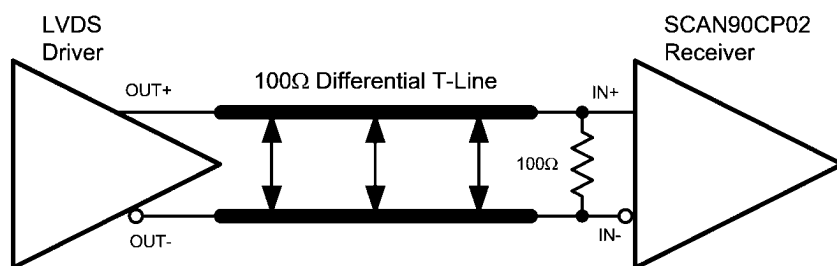 LVDS
Driver
SCAN90CP02
Receiver
OUT+
100Ω Differential T-Line
IN+
100Ω
OUT-
IN-